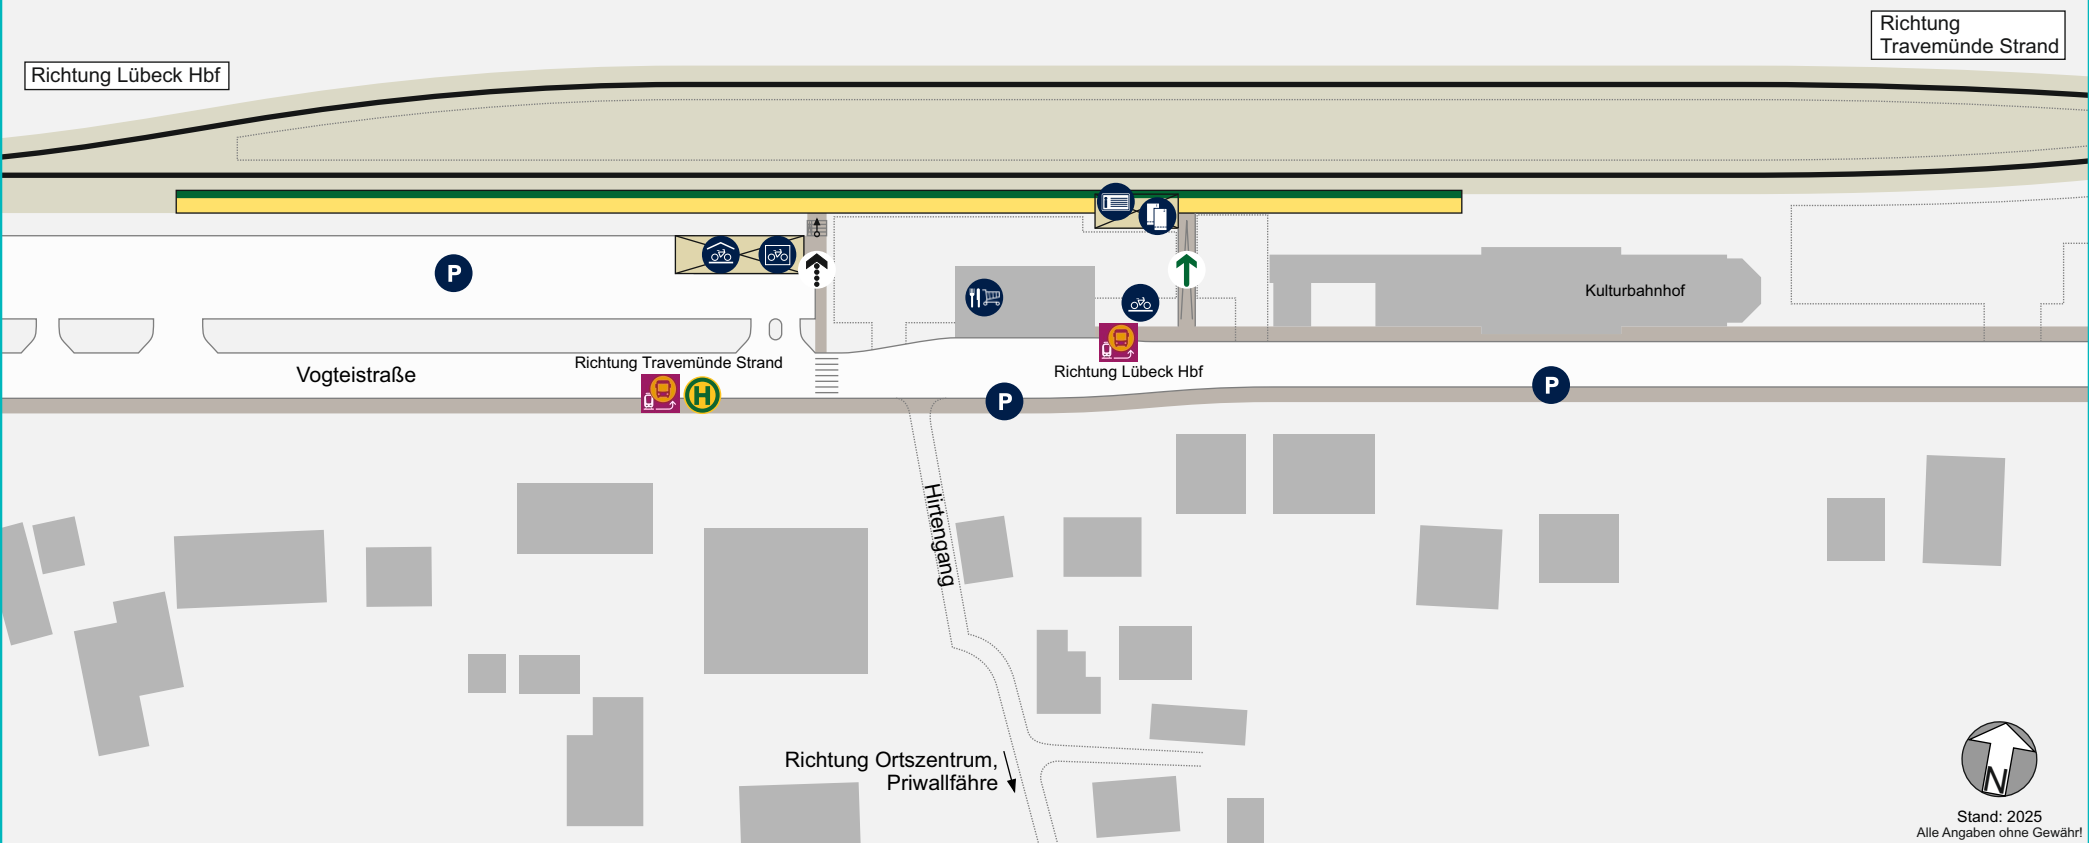 Richtung
Travemünde Strand
Richtung Lübeck Hbf
P
Kulturbahnhof
Richtung Travemünde Strand
Vogteistraße
H
Richtung Lübeck Hbf
P
P
Hirtengang
Richtung Ortszentrum,
Priwallfähre
N
Stand: 2025
Alle Angaben ohne Gewähr!